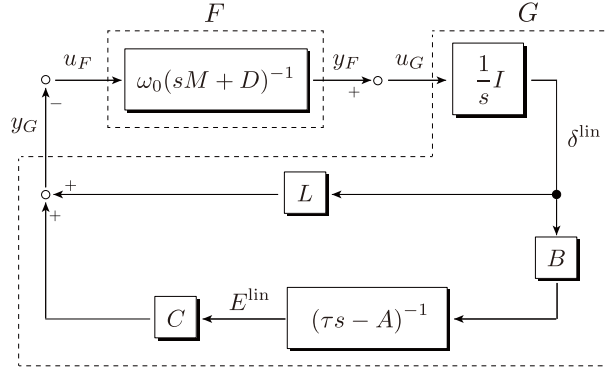 F
G
u_F
ω₀(sM + D)⁻¹
y_F
+
u_G
1/s I
−
y_G
δ^lin
+
+
L
B
E^lin
C
(τs − A)⁻¹